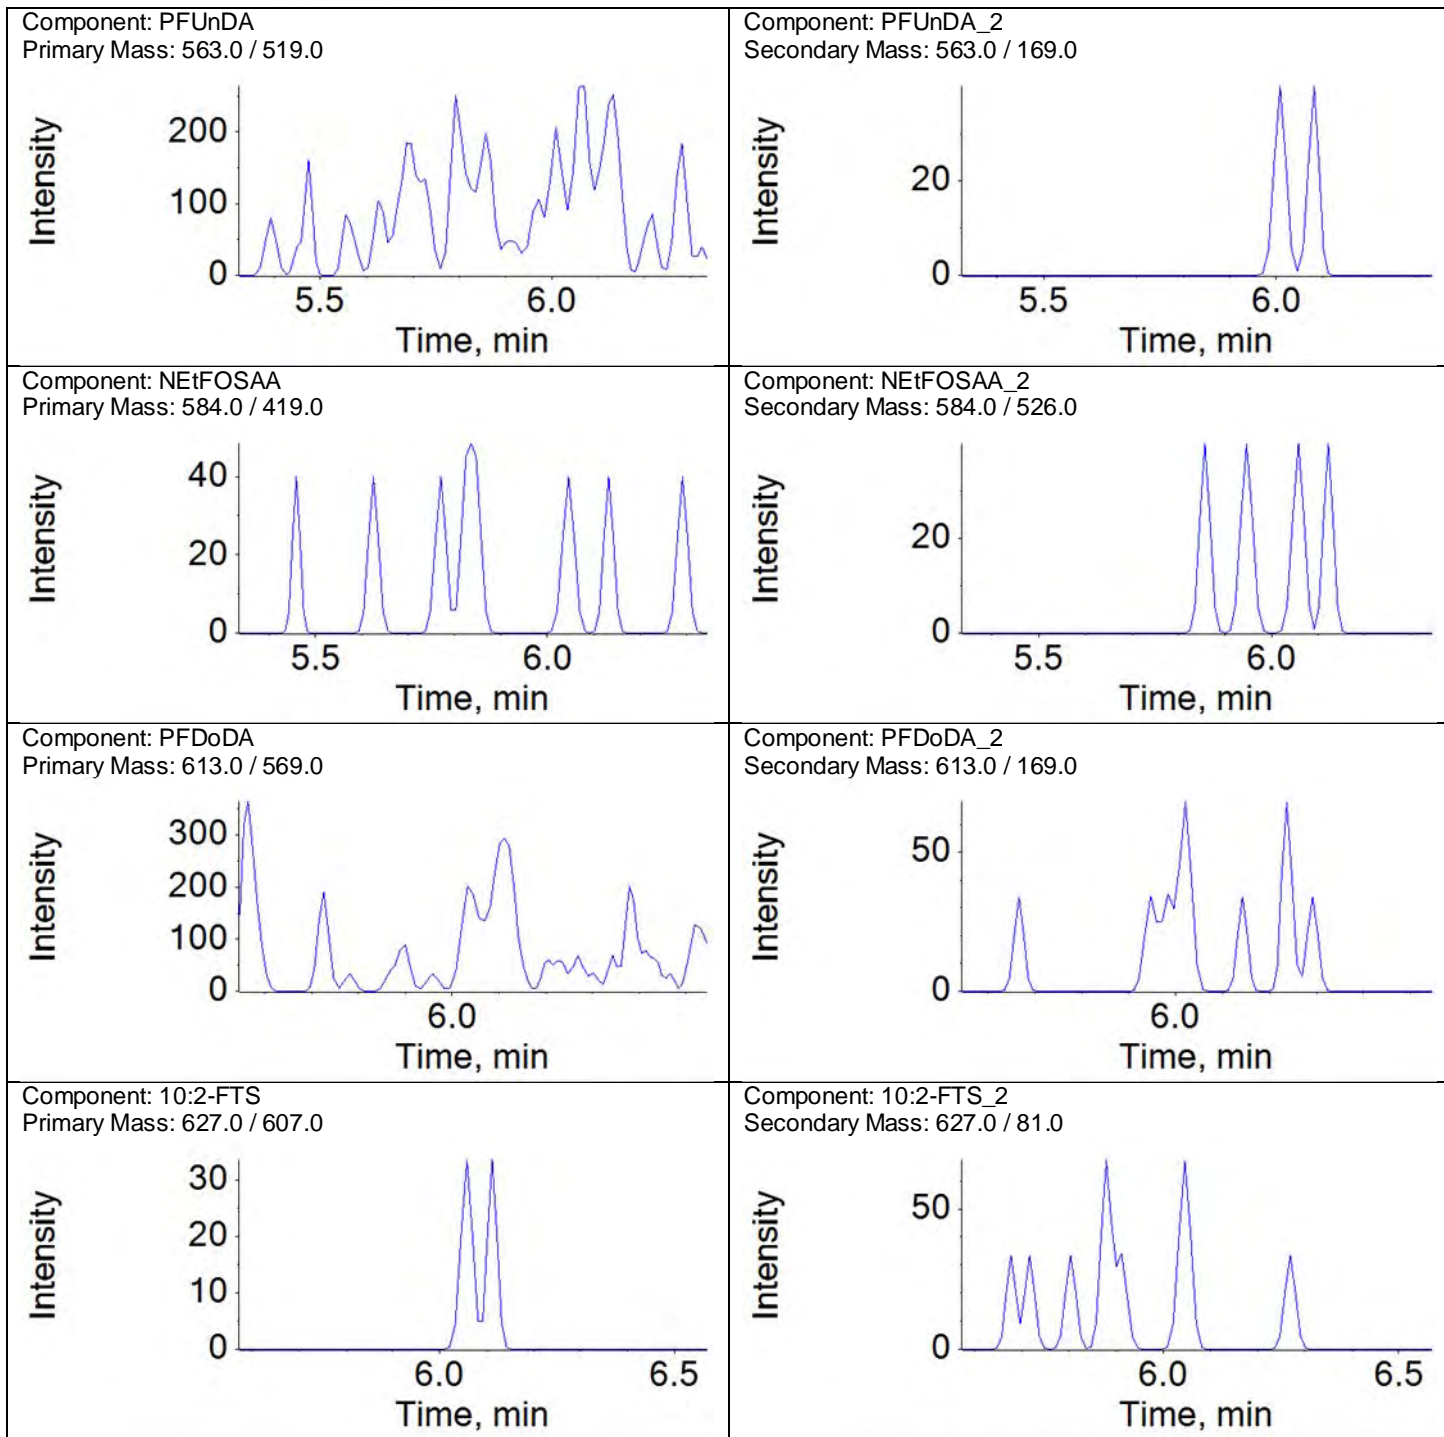 Component: PFUnDA
Primary Mass: 563.0 / 519.0
Intensity
200
100
0
5.5 6.0
Time, min
Component: PFUnDA_2
Secondary Mass: 563.0 / 169.0
Intensity
20
0
5.5 6.0
Time, min
Component: NEtFOSAA
Primary Mass: 584.0 / 419.0
Intensity
40
20
0
5.5 6.0
Time, min
Component: NEtFOSAA_2
Secondary Mass: 584.0 / 526.0
Intensity
20
0
5.5 6.0
Time, min
Component: PFDoDA
Primary Mass: 613.0 / 569.0
Intensity
300
200
100
0
6.0
Time, min
Component: PFDoDA_2
Secondary Mass: 613.0 / 169.0
Intensity
50
0
6.0
Time, min
Component: 10:2-FTS
Primary Mass: 627.0 / 607.0
Intensity
30
20
10
0
6.0 6.5
Time, min
Component: 10:2-FTS_2
Secondary Mass: 627.0 / 81.0
Intensity
50
0
6.0 6.5
Time, min